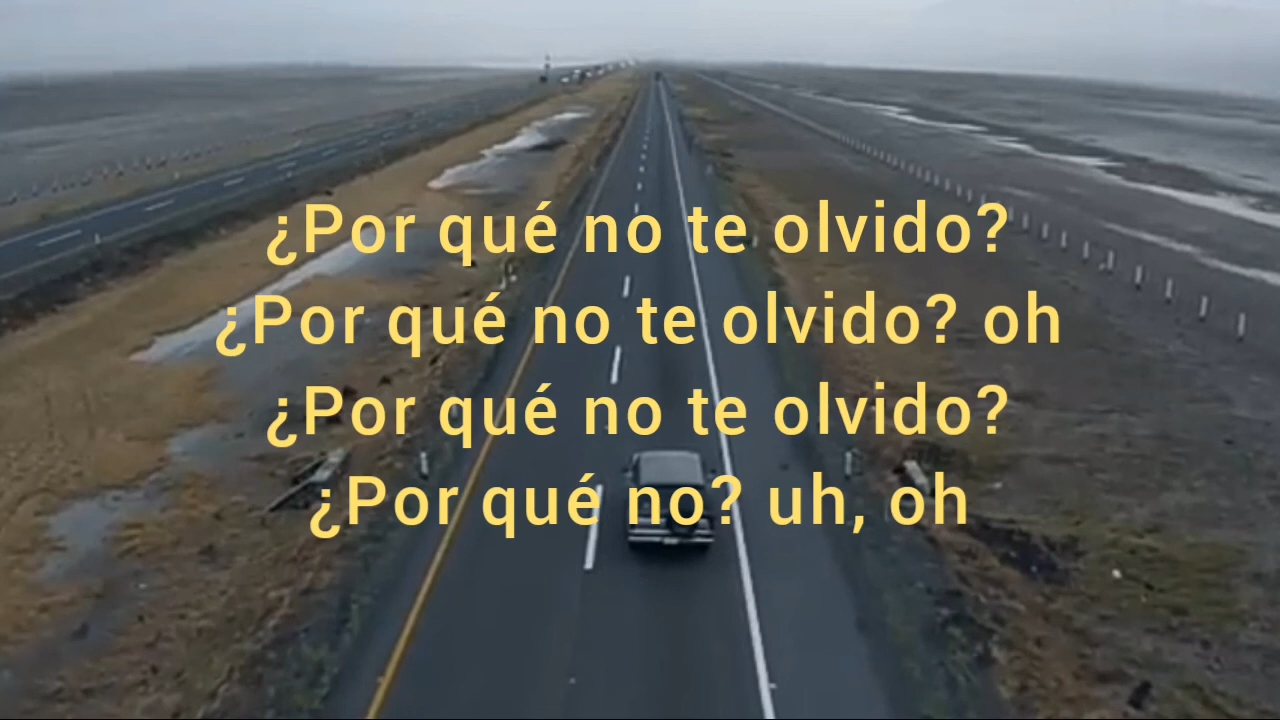 ¿Por qué no te olvido?
¿Por qué no te olvido? oh
¿Por qué no te olvido?
¿Por qué no? uh, oh